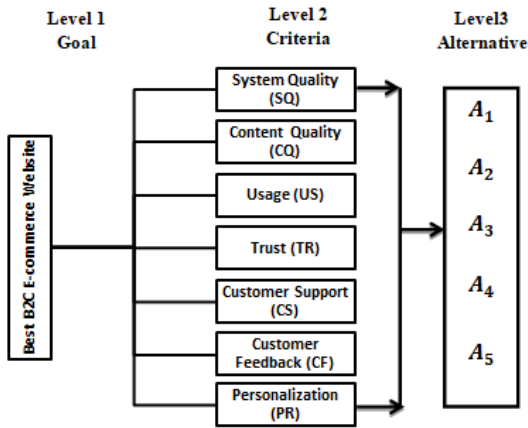 Level 1
Goal
Level 2
Criteria
Level3
Alternative
Best B2C E-commerce Website
System Quality
(SQ)
Content Quality
(CQ)
Usage (US)
Trust (TR)
Customer Support
(CS)
Customer
Feedback (CF)
Personalization
(PR)
A1
A2
A3
A4
A5